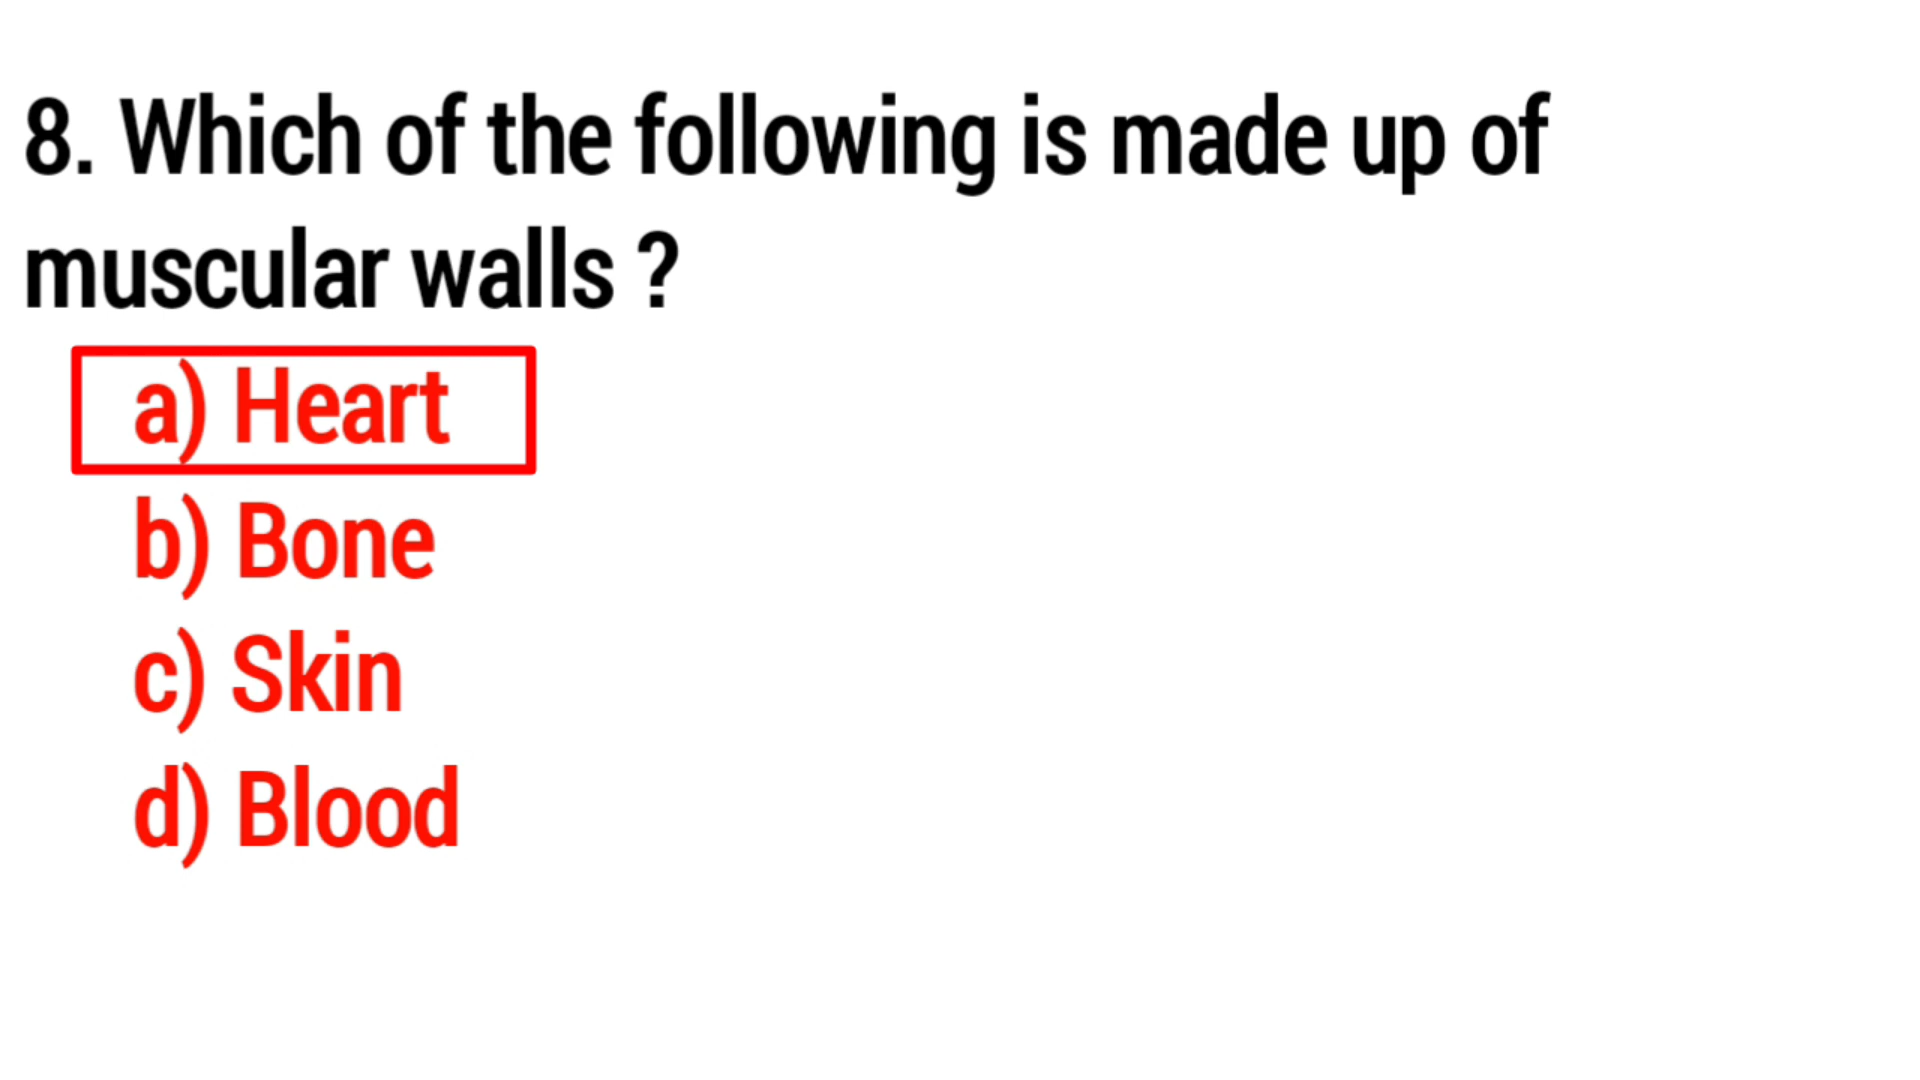 8. Which of the following is made up of
muscular walls ?
a) Heart
b) Bone
c) Skin
d) Blood